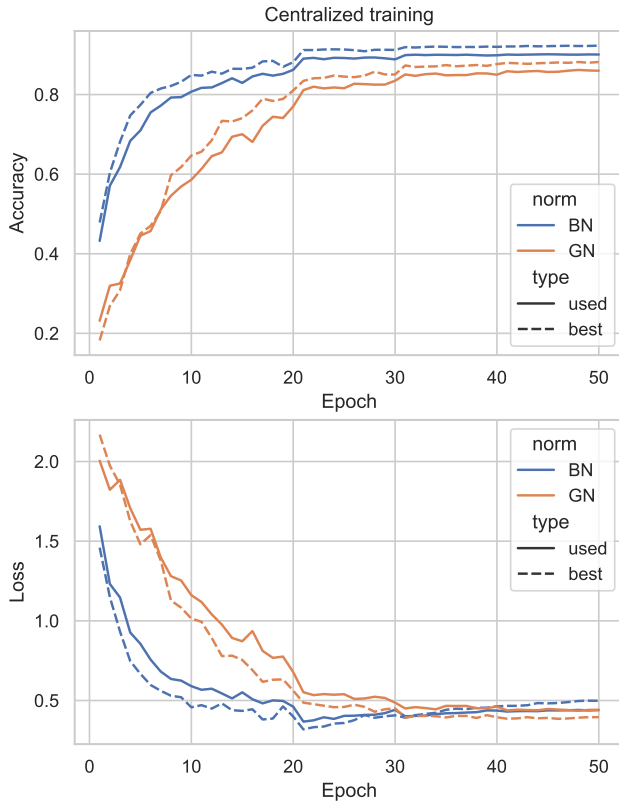 Centralized training
Accuracy
0.8
0.6
0.4
0.2
norm
BN
GN
type
used
best
0 10 20 30 40 50
Epoch
Loss
2.0
1.5
1.0
0.5
norm
BN
GN
type
used
best
0 10 20 30 40 50
Epoch